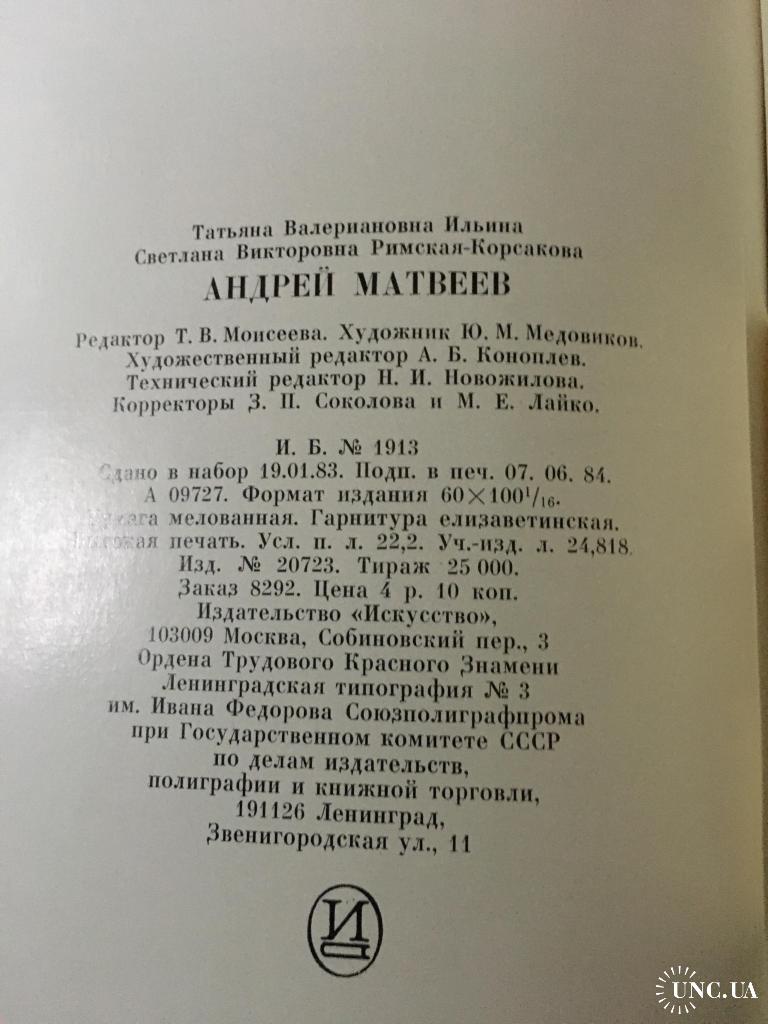 Татьяна Валериановна Ильина
Светлана Викторовна Римская-Корсакова
АНДРЕЙ МАТВЕЕВ
Редактор Т. В. Моисеева. Художник Ю. М. Медовиков.
Художественный редактор А. Б. Коноплев.
Технический редактор Н. И. Новожилова.
Корректоры З. П. Соколова и М. Е. Лайко.
И. Б. № 1913
Сдано в набор 19.01.83. Подп. в печ. 07. 06. 84.
А 09727. Формат издания 60×100¹/₁₆.
Бумага мелованная. Гарнитура елизаветинская.
Высокая печать. Усл. п. л. 22,2. Уч.-изд. л. 24,818.
Изд. № 20723. Тираж 25 000.
Заказ 8292. Цена 4 р. 10 коп.
Издательство «Искусство»,
103009 Москва, Собиновский пер., 3
Ордена Трудового Красного Знамени
Ленинградская типография № 3
им. Ивана Федорова Союзполиграфпрома
при Государственном комитете СССР
по делам издательств,
полиграфии и книжной торговли,
191126 Ленинград,
Звенигородская ул., 11
И
UNC.UA